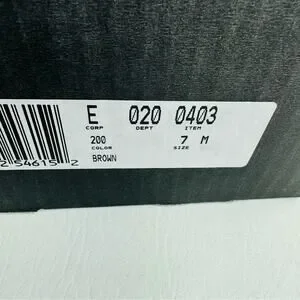 E 020 0403
CORP DEPT ITEM
200 7 M
COLOR SIZE
BROWN
2 54615 2